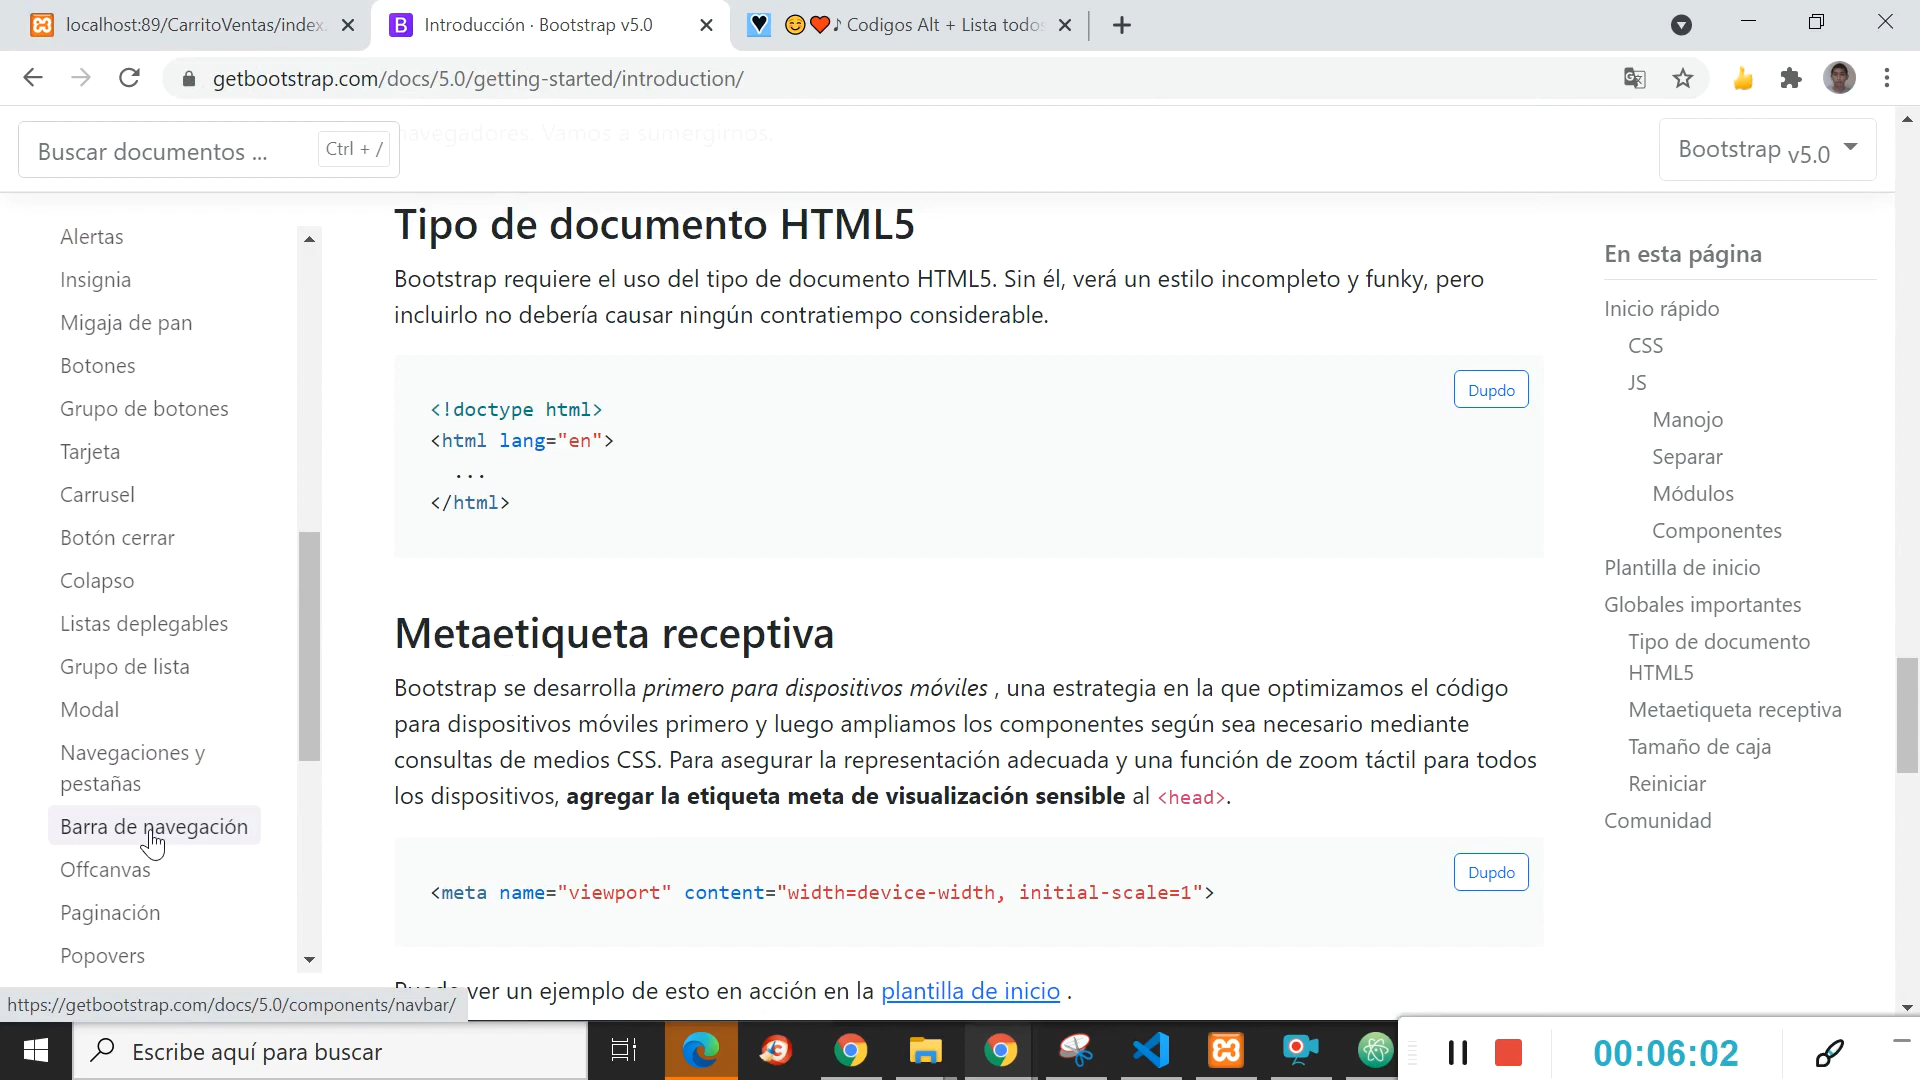 localhost:89/CarritoVentas/index.
Introducción · Bootstrap v5.0
😊❤♪ Codigos Alt + Lista todos
getbootstrap.com/docs/5.0/getting-started/introduction/
Buscar documentos ...
Ctrl + /
navegadores. Vamos a sumergirnos.
Bootstrap v5.0
Alertas
Insignia
Migaja de pan
Botones
Grupo de botones
Tarjeta
Carrusel
Botón cerrar
Colapso
Listas deplegables
Grupo de lista
Modal
Navegaciones y
pestañas
Barra de navegación
Offcanvas
Paginación
Popovers
Tipo de documento HTML5
Bootstrap requiere el uso del tipo de documento HTML5. Sin él, verá un estilo incompleto y funky, pero
incluirlo no debería causar ningún contratiempo considerable.
Dupdo
<!doctype html>
<html lang="en">
...
</html>
Metaetiqueta receptiva
Bootstrap se desarrolla primero para dispositivos móviles , una estrategia en la que optimizamos el código
para dispositivos móviles primero y luego ampliamos los componentes según sea necesario mediante
consultas de medios CSS. Para asegurar la representación adecuada y una función de zoom táctil para todos
los dispositivos, agregar la etiqueta meta de visualización sensible al <head>.
Dupdo
<meta name="viewport" content="width=device-width, initial-scale=1">
ver un ejemplo de esto en acción en la plantilla de inicio .
En esta página
Inicio rápido
CSS
JS
Manojo
Separar
Módulos
Componentes
Plantilla de inicio
Globales importantes
Tipo de documento
HTML5
Metaetiqueta receptiva
Tamaño de caja
Reiniciar
Comunidad
https://getbootstrap.com/docs/5.0/components/navbar/
Escribe aquí para buscar
00:06:02